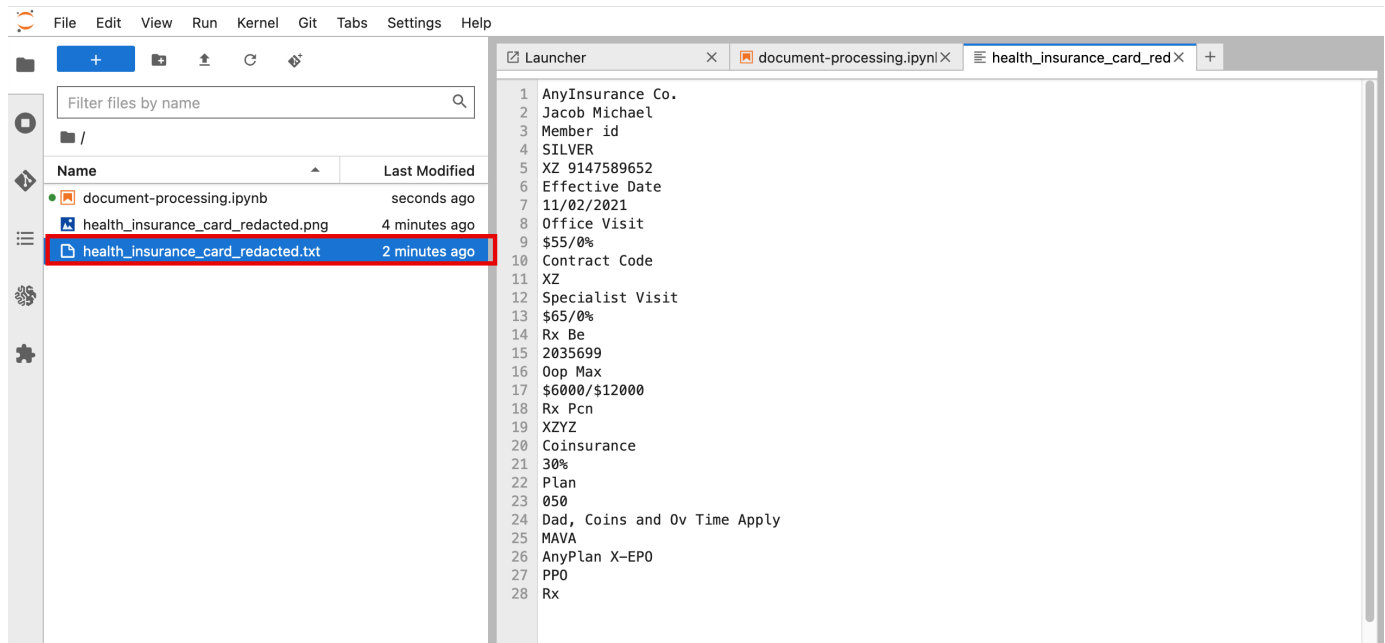 File Edit View Run Kernel Git Tabs Settings Help
+
Filter files by name
/
Name Last Modified
document-processing.ipynb seconds ago
health_insurance_card_redacted.png 4 minutes ago
health_insurance_card_redacted.txt 2 minutes ago
Launcher document-processing.ipynl health_insurance_card_red +
1 AnyInsurance Co.
2 Jacob Michael
3 Member id
4 SILVER
5 XZ 9147589652
6 Effective Date
7 11/02/2021
8 Office Visit
9 $55/0%
10 Contract Code
11 XZ
12 Specialist Visit
13 $65/0%
14 Rx Be
15 2035699
16 Oop Max
17 $6000/$12000
18 Rx Pcn
19 XZYZ
20 Coinsurance
21 30%
22 Plan
23 050
24 Dad, Coins and Ov Time Apply
25 MAVA
26 AnyPlan X-EPO
27 PPO
28 Rx